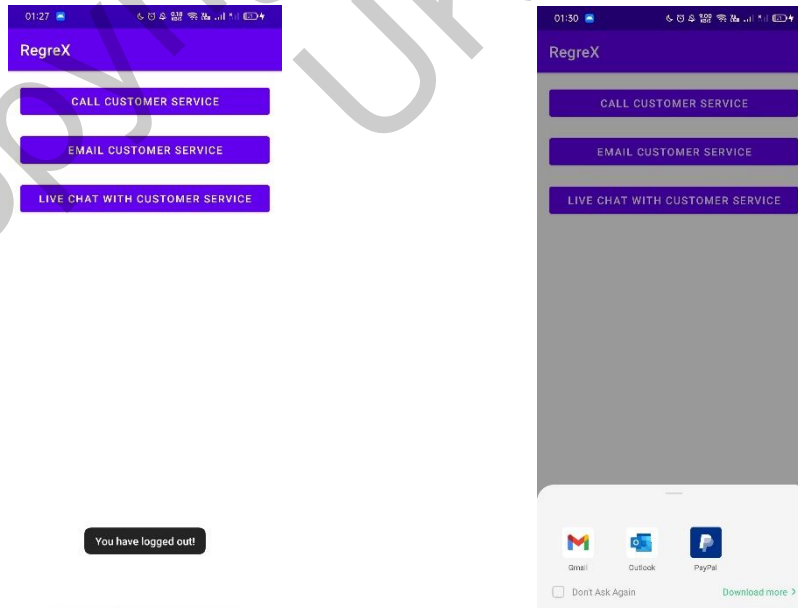 01:27
RegreX
CALL CUSTOMER SERVICE
EMAIL CUSTOMER SERVICE
LIVE CHAT WITH CUSTOMER SERVICE
You have logged out!
01:30
RegreX
CALL CUSTOMER SERVICE
EMAIL CUSTOMER SERVICE
LIVE CHAT WITH CUSTOMER SERVICE
Gmail
Outlook
PayPal
Don't Ask Again
Download more >